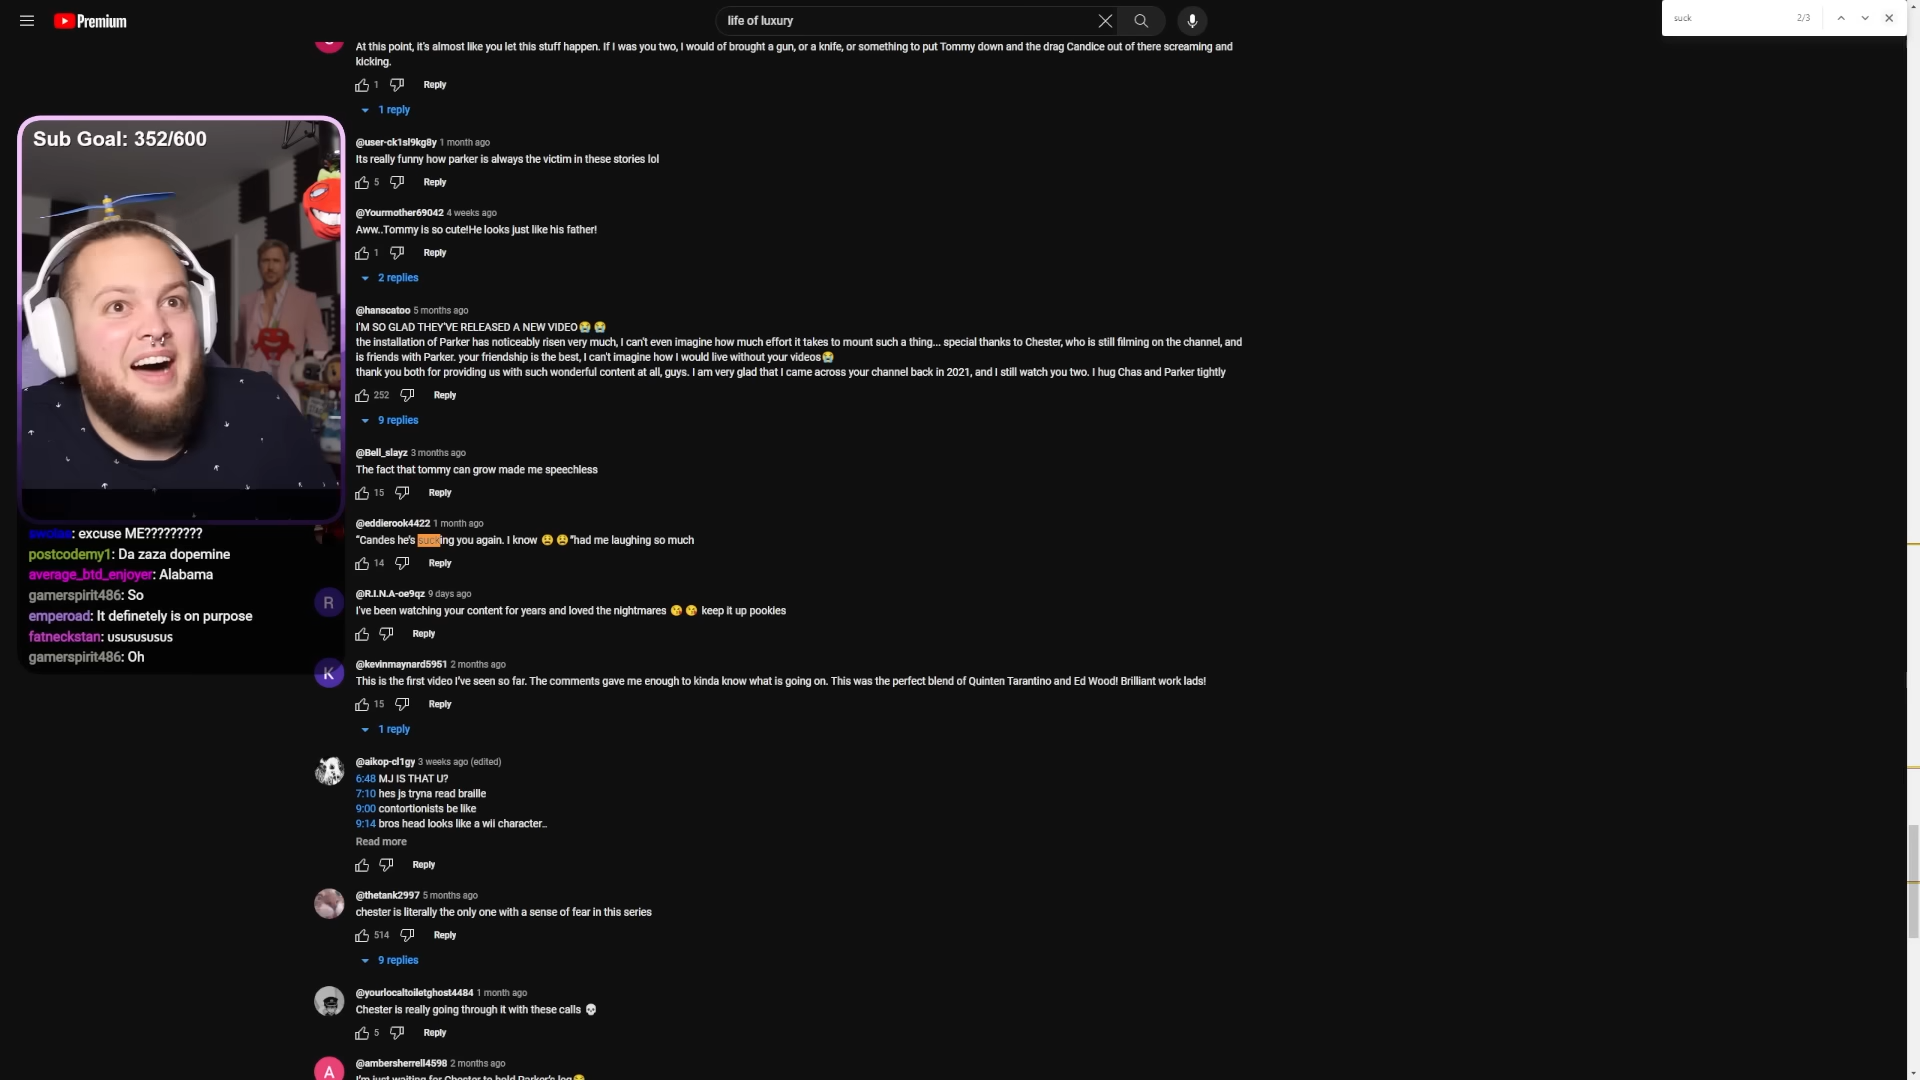 Premium
life of luxury
suck
2/3
At this point, it's almost like you let this stuff happen. If I was you two, I would of brought a gun, or a knife, or something to put Tommy down and the drag Candice out of there screaming and
kicking.
1
Reply
1 reply
Sub Goal: 352/600
@user-ck1sl9kg8y 1 month ago
Its really funny how parker is always the victim in these stories lol
5
Reply
@Yourmother69042 4 weeks ago
Aww..Tommy is so cute!He looks just like his father!
1
Reply
2 replies
@hanscatoo 5 months ago
I'M SO GLAD THEY'VE RELEASED A NEW VIDEO😭😭
the installation of Parker has noticeably risen very much, I can't even imagine how much effort it takes to mount such a thing... special thanks to Chester, who is still filming on the channel, and
is friends with Parker. your friendship is the best, I can't imagine how I would live without your videos😭
thank you both for providing us with such wonderful content at all, guys. I am very glad that I came across your channel back in 2021, and I still watch you two. I hug Chas and Parker tightly
252
Reply
9 replies
@Bell_slayz 3 months ago
The fact that tommy can grow made me speechless
15
Reply
@eddierook4422 1 month ago
“Candes he's sucking you again. I know 😫😫”had me laughing so much
14
Reply
: excuse ME?????????
postcodemy1: Da zaza dopemine
average_btd_enjoyer: Alabama
gamerspirit486: So
emperoad: It definetely is on purpose
fatneckstan: ususususus
gamerspirit486: Oh
R
@R.I.N.A-oe9qz 9 days ago
I've been watching your content for years and loved the nightmares 😘😘 keep it up pookies
Reply
K
@kevinmaynard5951 2 months ago
This is the first video I've seen so far. The comments gave me enough to kinda know what is going on. This was the perfect blend of Quinten Tarantino and Ed Wood! Brilliant work lads!
15
Reply
1 reply
@aikop-cl1gy 3 weeks ago (edited)
6:48 MJ IS THAT U?
7:10 hes js tryna read braille
9:00 contortionists be like
9:14 bros head looks like a wii character..
Read more
Reply
@thetank2997 5 months ago
chester is literally the only one with a sense of fear in this series
514
Reply
9 replies
@yourlocaltoiletghost4484 1 month ago
Chester is really going through it with these calls 💀
5
Reply
A
@ambersherrell4598 2 months ago
I'm just waiting for Chester to hold Parker's leg😂